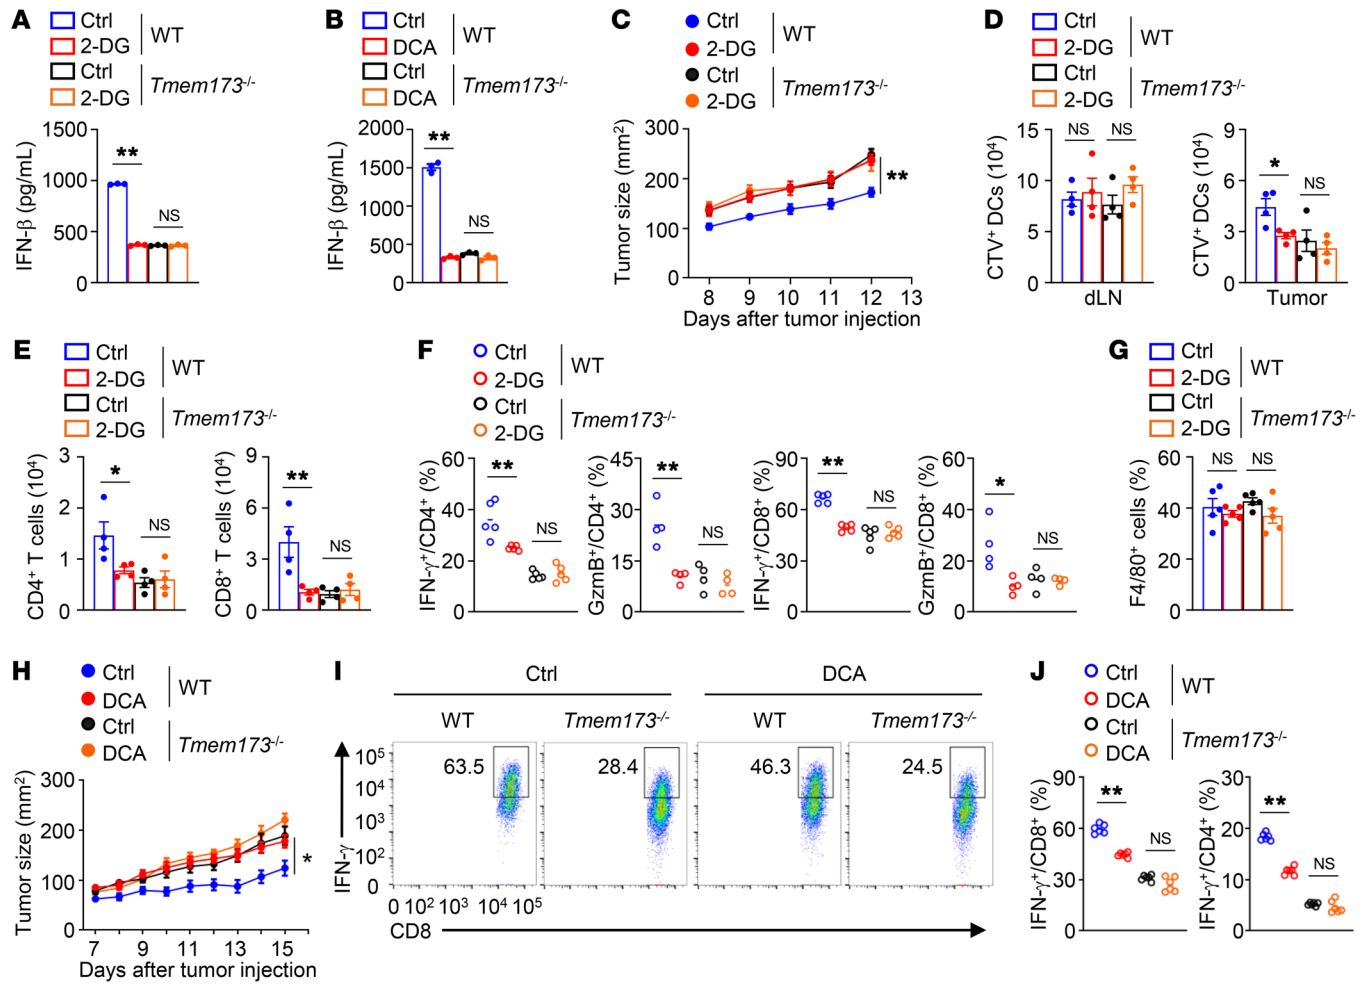 A
Ctrl
2-DG
WT
Ctrl
2-DG
Tmem173-/-
IFN-β (pg/mL)
1500
1000
500
0
**
NS
B
Ctrl
DCA
WT
Ctrl
DCA
Tmem173-/-
IFN-β (pg/mL)
2000
1500
1000
500
0
**
NS
C
Ctrl
2-DG
WT
Ctrl
2-DG
Tmem173-/-
Tumor size (mm2)
300
200
100
0
**
8 9 10 11 12 13
Days after tumor injection
D
Ctrl
2-DG
WT
Ctrl
2-DG
Tmem173-/-
CTV+ DCs (104)
15
10
5
0
NS NS
dLN
CTV+ DCs (104)
9
6
3
0
*
NS
Tumor
E
Ctrl
2-DG
WT
Ctrl
2-DG
Tmem173-/-
CD4+ T cells (104)
3
2
1
0
*
NS
CD8+ T cells (104)
9
6
3
0
**
NS
F
Ctrl
2-DG
WT
Ctrl
2-DG
Tmem173-/-
IFN-γ+/CD4+ (%)
60
40
20
0
**
NS
GzmB+/CD4+ (%)
45
30
15
0
**
NS
IFN-γ+/CD8+ (%)
90
60
30
0
**
NS
GzmB+/CD8+ (%)
60
40
20
0
*
NS
G
Ctrl
2-DG
WT
Ctrl
2-DG
Tmem173-/-
F4/80+ cells (%)
60
40
20
0
NS NS
H
Ctrl
DCA
WT
Ctrl
DCA
Tmem173-/-
Tumor size (mm2)
300
200
100
0
*
7 9 11 13 15
Days after tumor injection
I
Ctrl DCA
WT Tmem173-/- WT Tmem173-/-
63.5 28.4 46.3 24.5
IFN-γ
105
104
103
102
0
0 102 103 104 105
CD8
J
Ctrl
DCA
WT
Ctrl
DCA
Tmem173-/-
IFN-γ+/CD8+ (%)
90
60
30
0
**
NS
IFN-γ+/CD4+ (%)
30
20
10
0
**
NS